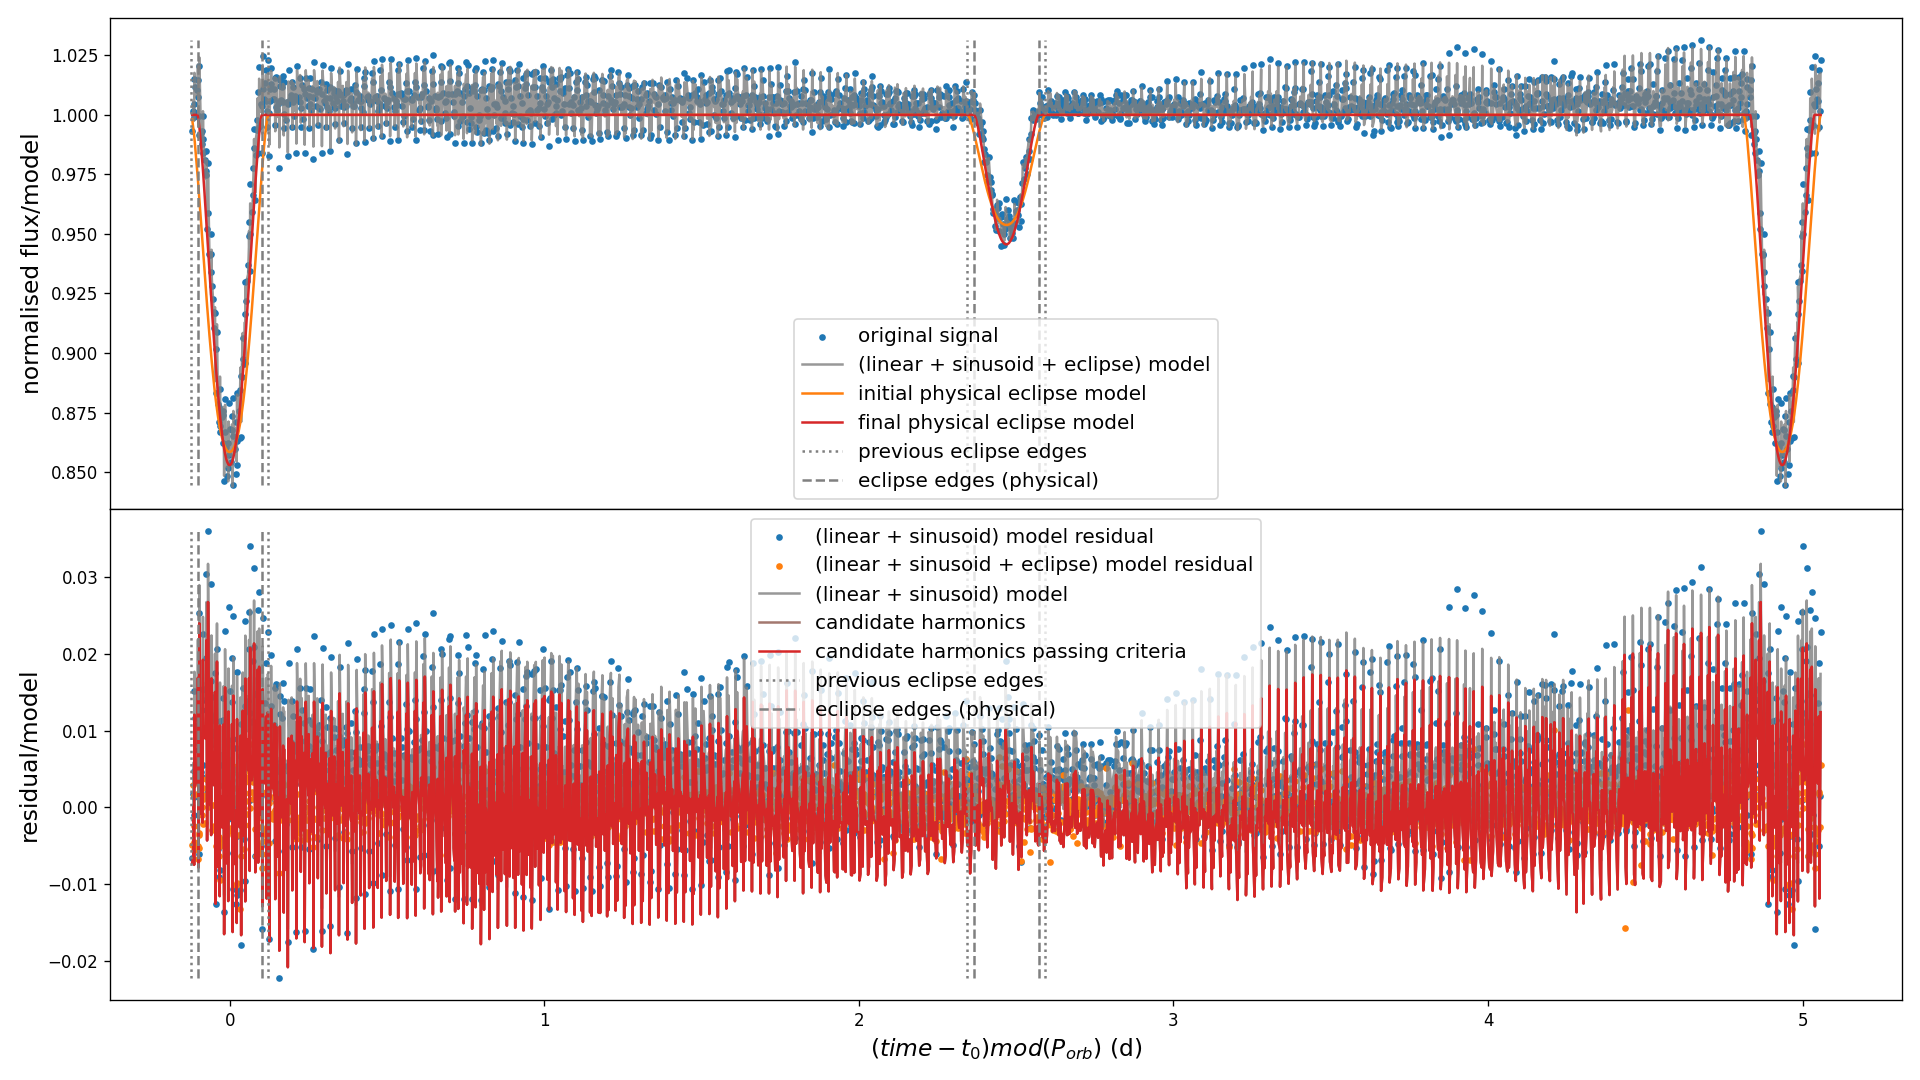 normalised flux/model
1.025
1.000
0.975
0.950
0.925
0.900
0.875
0.850
original signal
(linear + sinusoid + eclipse) model
initial physical eclipse model
final physical eclipse model
previous eclipse edges
eclipse edges (physical)
residual/model
0.03
0.02
0.01
0.00
−0.01
−0.02
(linear + sinusoid) model residual
(linear + sinusoid + eclipse) model residual
(linear + sinusoid) model
candidate harmonics
candidate harmonics passing criteria
previous eclipse edges
eclipse edges (physical)
0 1 2 3 4 5
(time − t₀)mod(Pₒᵣb) (d)